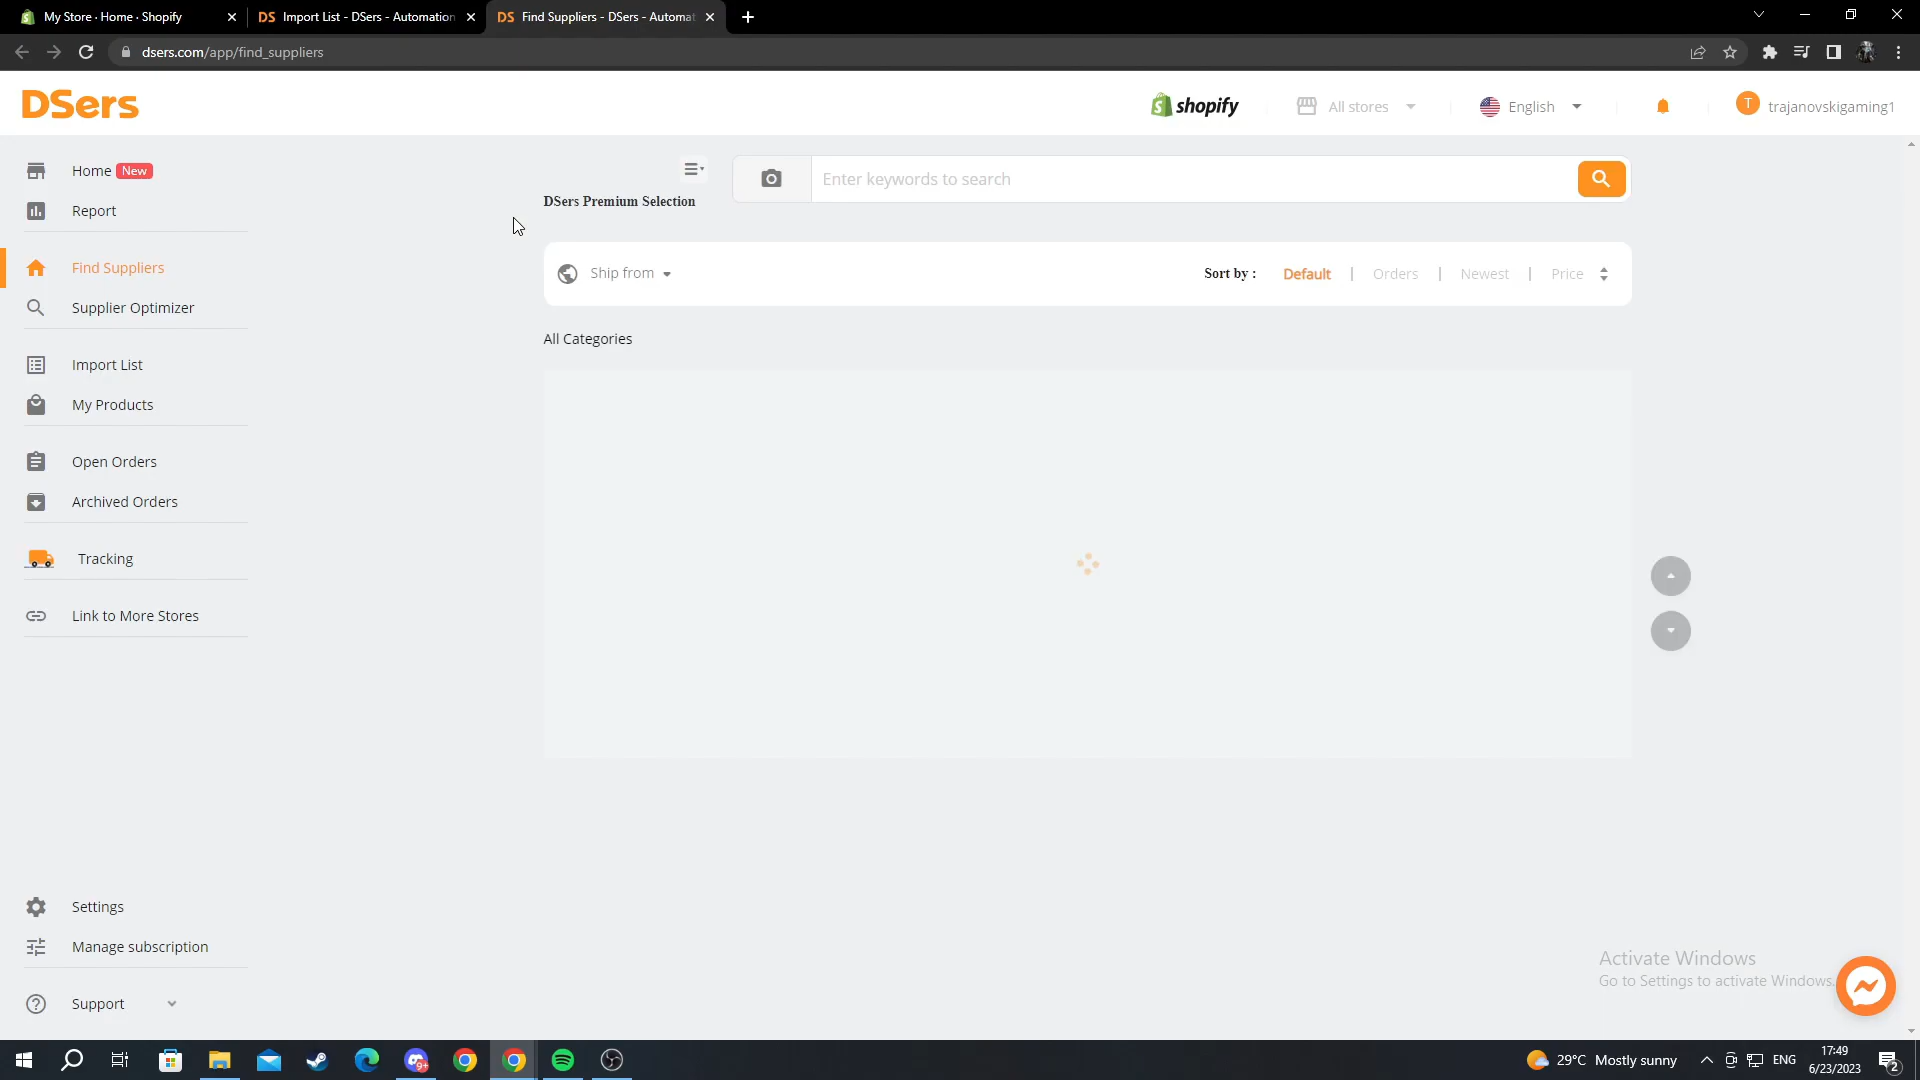 My Store · Home · Shopify
DS Import List - DSers - Automation
DS Find Suppliers - DSers - Automat
dsers.com/app/find_suppliers
DSers
shopify
All stores
English
T trajanovskigaming1
Home New
Report
Find Suppliers
Supplier Optimizer
Import List
My Products
Open Orders
Archived Orders
Tracking
Link to More Stores
Settings
Manage subscription
Support
DSers Premium Selection
Enter keywords to search
Ship from
Sort by : Default | Orders | Newest | Price
All Categories
Activate Windows
Go to Settings to activate Windows.
9+
29°C Mostly sunny
ENG
17:49
6/23/2023
2